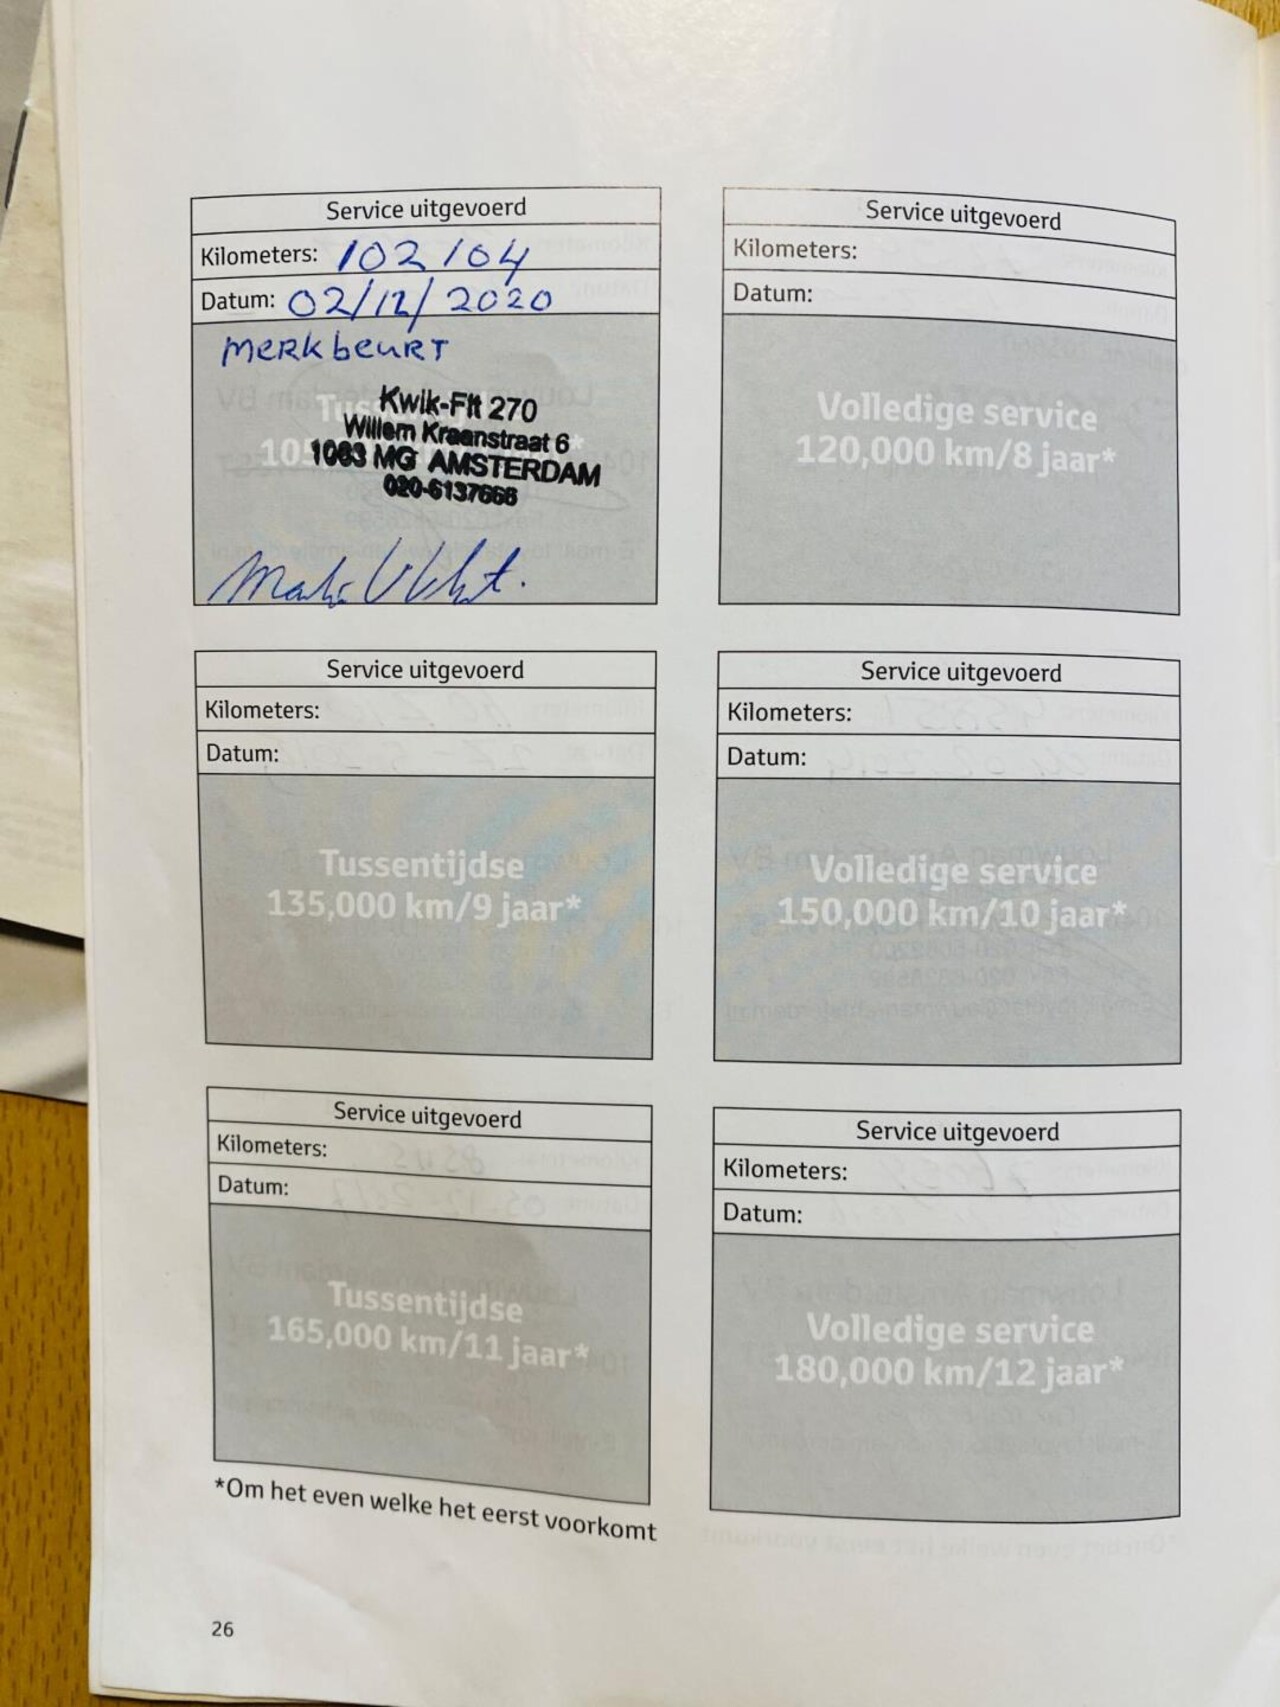 Service uitgevoerd
Kilometers: 102104
Datum: 02/12/2020
merkbeurt
Kwik-Fit 270
Willem Kraanstraat 6
1063 MG AMSTERDAM
020-6137666
Service uitgevoerd
Kilometers:
Datum:
Volledige service
120,000 km/8 jaar*
Service uitgevoerd
Kilometers:
Datum:
Tussentijdse
135,000 km/9 jaar*
Service uitgevoerd
Kilometers:
Datum:
Volledige service
150,000 km/10 jaar*
Service uitgevoerd
Kilometers:
Datum:
Tussentijdse
165,000 km/11 jaar*
Service uitgevoerd
Kilometers:
Datum:
Volledige service
180,000 km/12 jaar*
*Om het even welke het eerst voorkomt
26